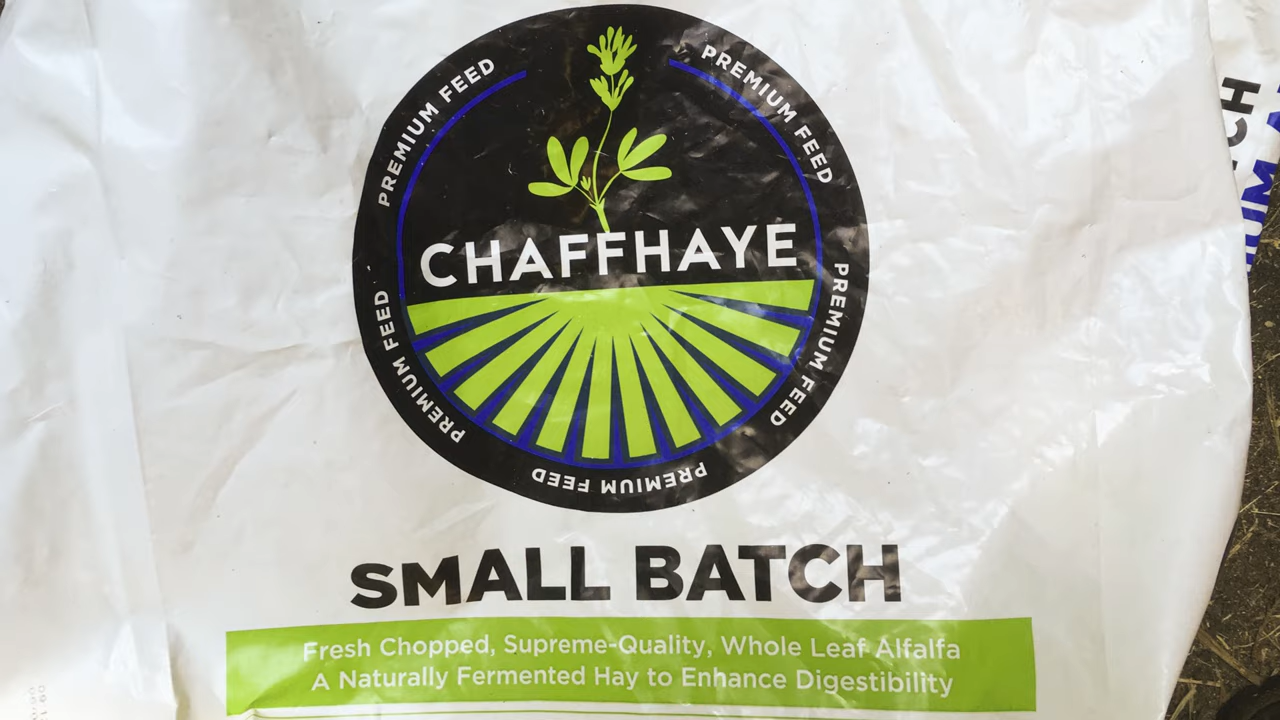 PREMIUM FEED
PREMIUM FEED
PREMIUM FEED
PREMIUM FEED
PREMIUM FEED
CHAFFHAYE
SMALL BATCH
Fresh Chopped, Supreme-Quality, Whole Leaf Alfalfa
A Naturally Fermented Hay to Enhance Digestibility